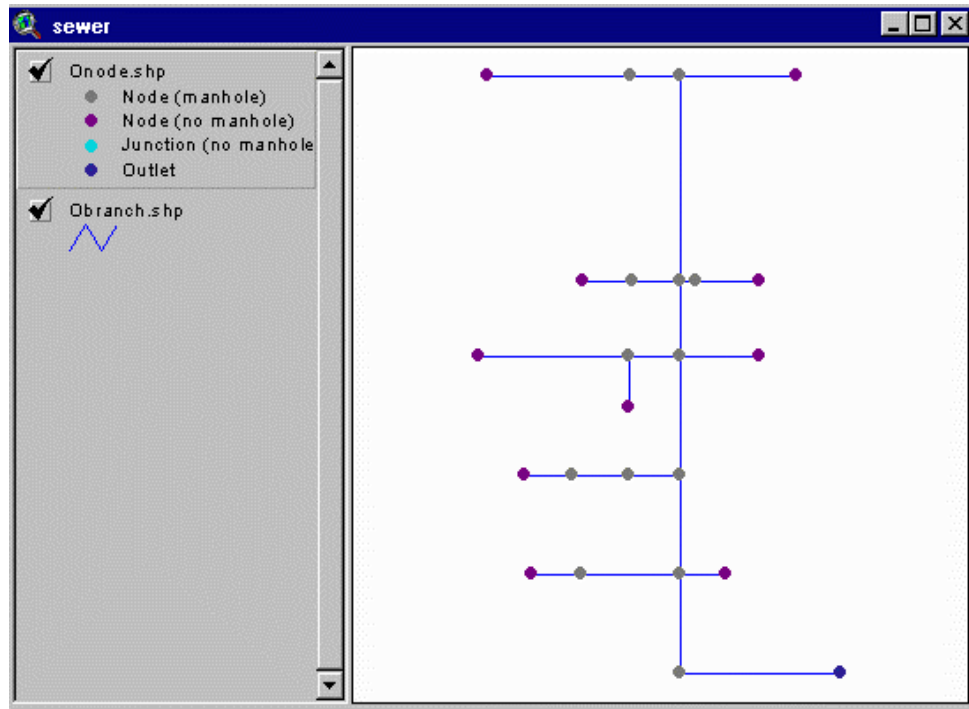 sewer
Onode.shp
Node (manhole)
Node (no manhole)
Junction (no manhole
Outlet
Obranch.shp